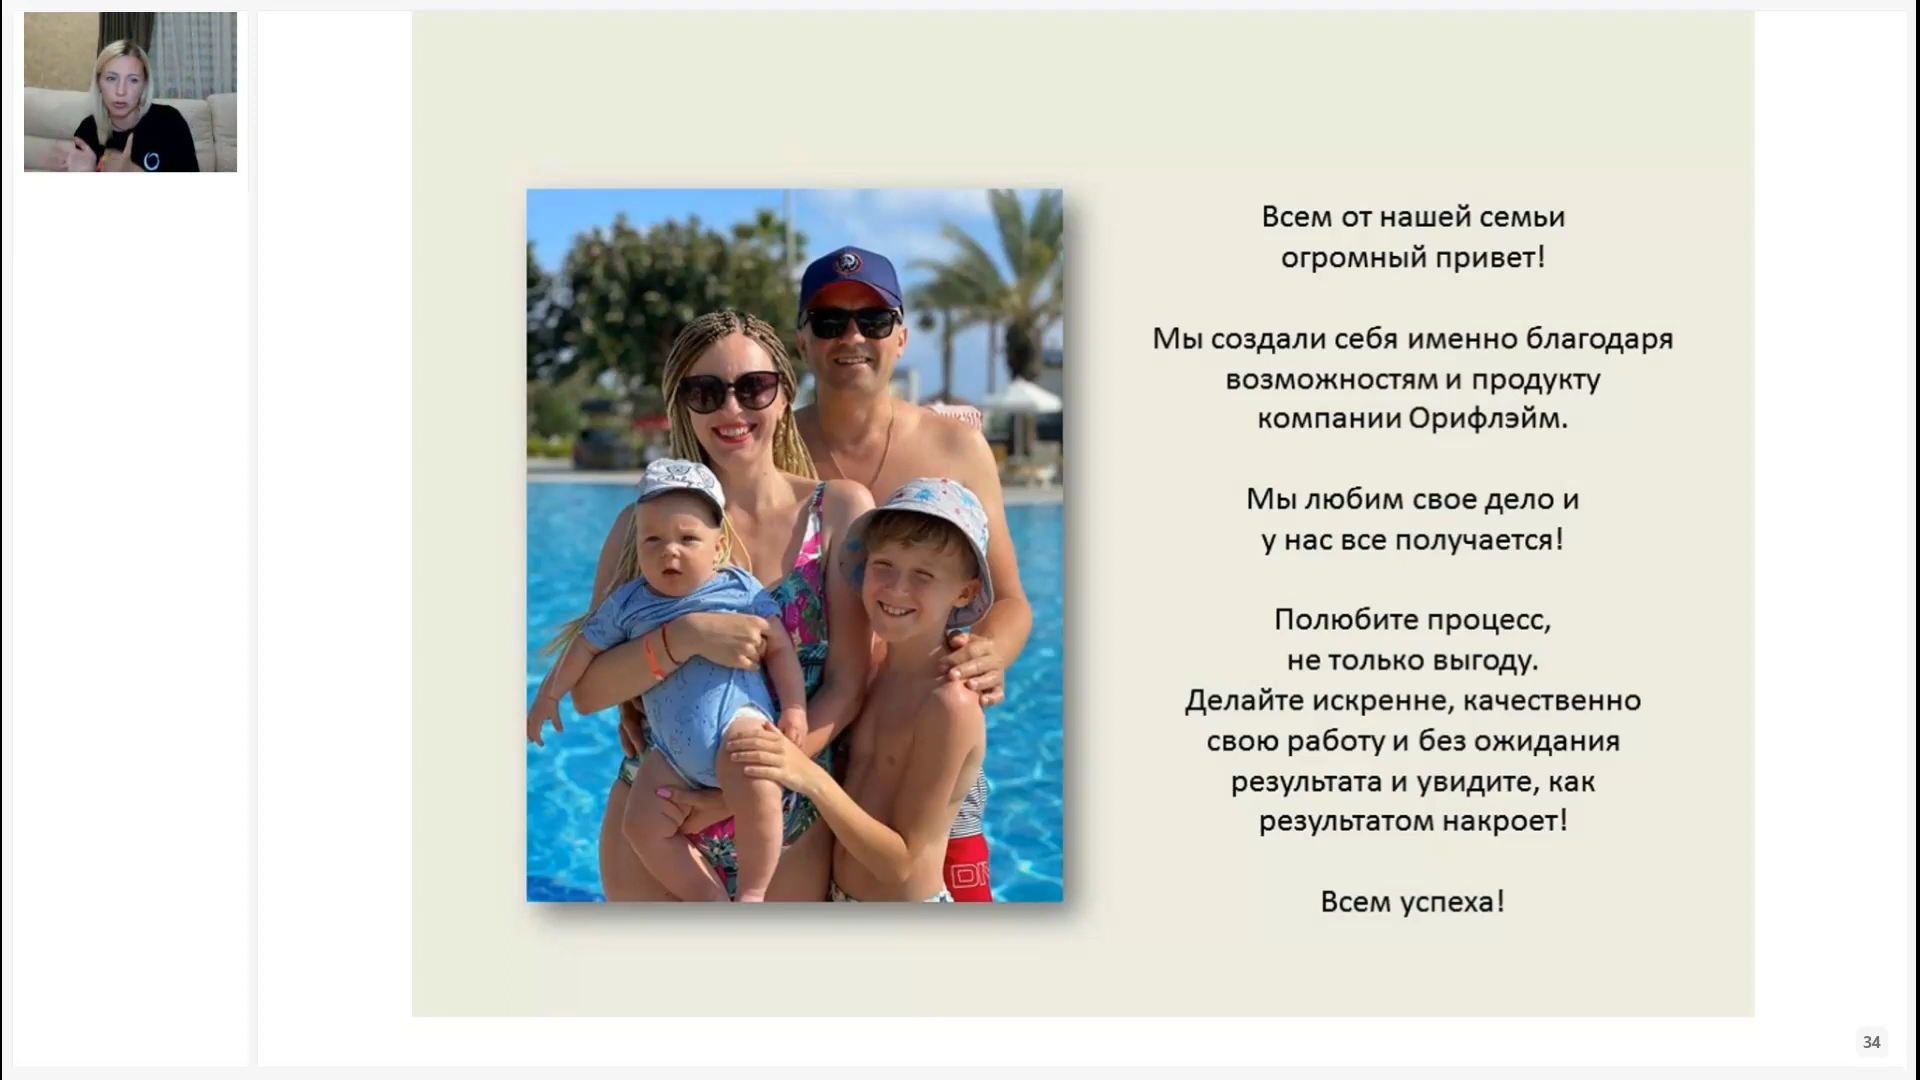 Всем от нашей семьи
огромный привет!
Мы создали себя именно благодаря
возможностям и продукту
компании Орифлэйм.
Мы любим свое дело и
у нас все получается!
Полюбите процесс,
не только выгоду.
Делайте искренне, качественно
свою работу и без ожидания
результата и увидите, как
результатом накроет!
Всем успеха!
34